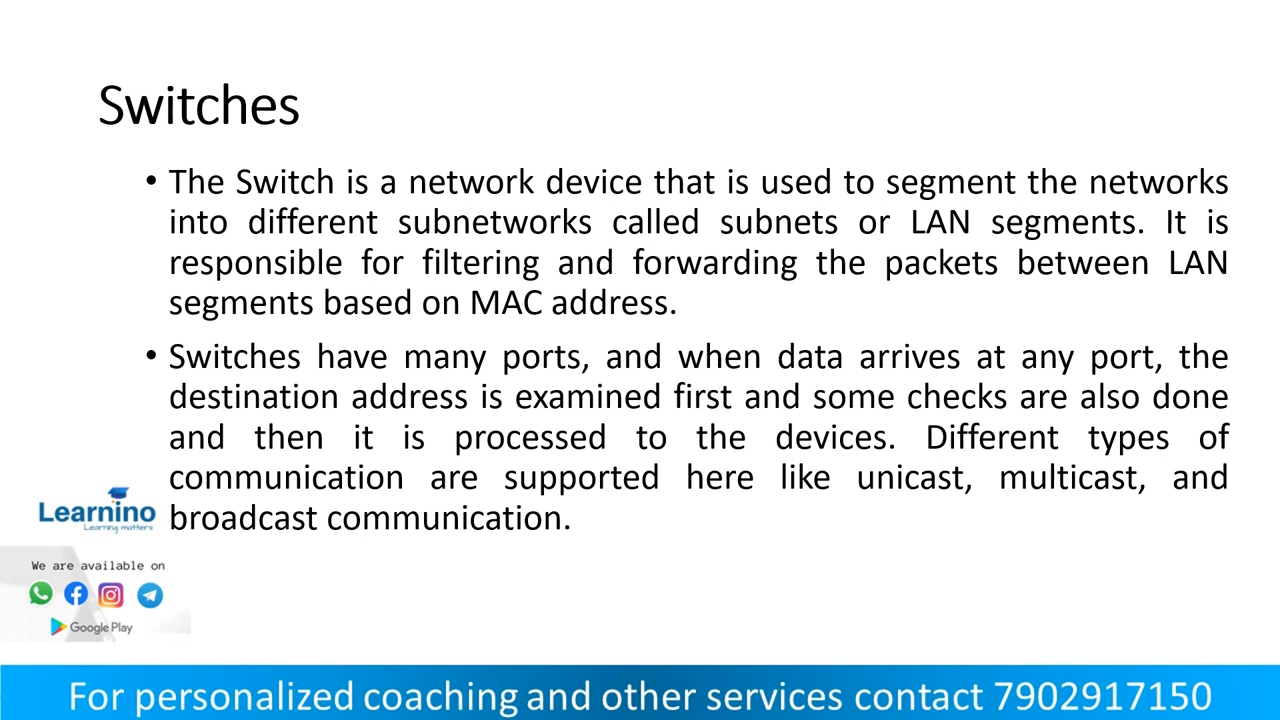 Switches
• The Switch is a network device that is used to segment the networks
into different subnetworks called subnets or LAN segments. It is
responsible for filtering and forwarding the packets between LAN
segments based on MAC address.
• Switches have many ports, and when data arrives at any port, the
destination address is examined first and some checks are also done
and then it is processed to the devices. Different types of
communication are supported here like unicast, multicast, and
broadcast communication.
Learnino
Learning matters
We are available on
Google Play
For personalized coaching and other services contact 7902917150